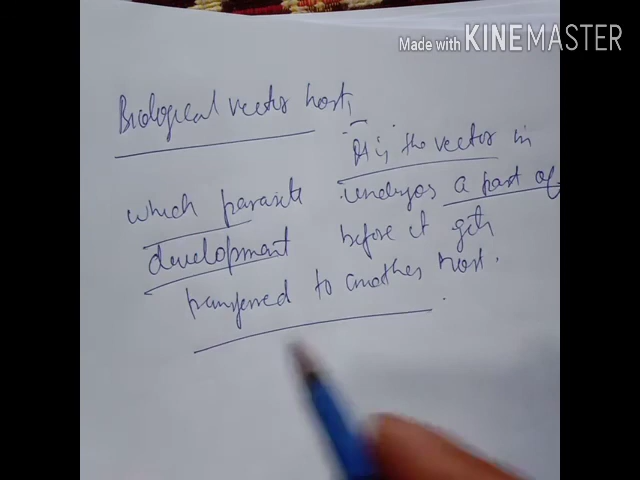 Made with KINEMASTER
Biological vector host,
"It is the vector in
which parasite undergoes a part of
development before it gets
transferred to another host.